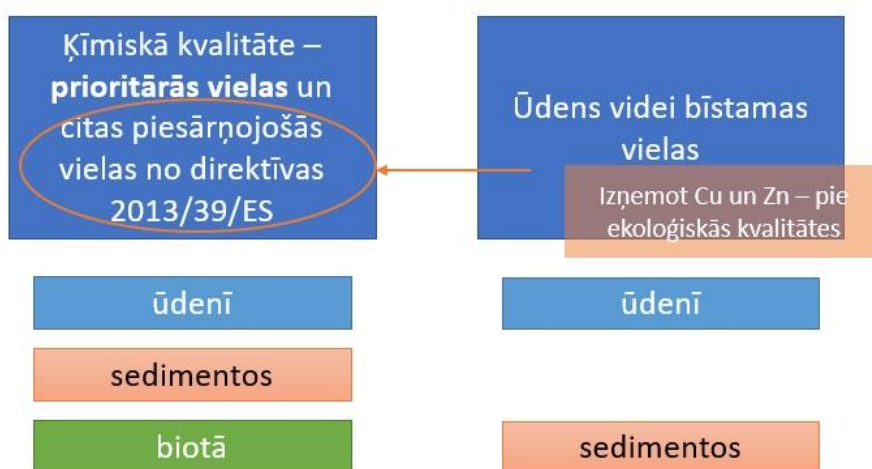 Ķīmiskā kvalitāte –
prioritārās vielas un
citas piesārņojošās
vielas no direktīvas
2013/39/ES
Ūdens videi bīstamas
vielas
Izņemot Cu un Zn – pie
ekoloģiskās kvalitātes
ūdenī
ūdenī
sedimentos
biotā
sedimentos